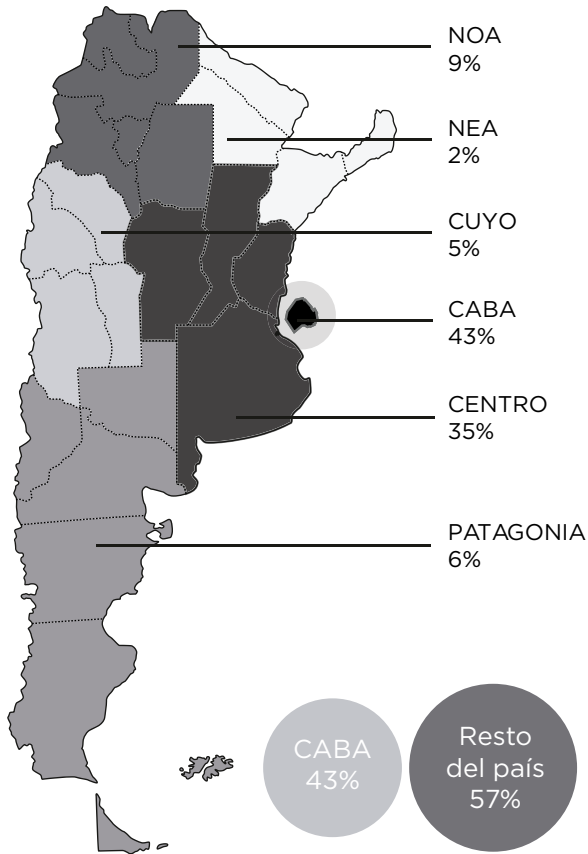 NOA
9%
NEA
2%
CUYO
5%
CABA
43%
CENTRO
35%
PATAGONIA
6%
CABA
43%
Resto
del país
57%